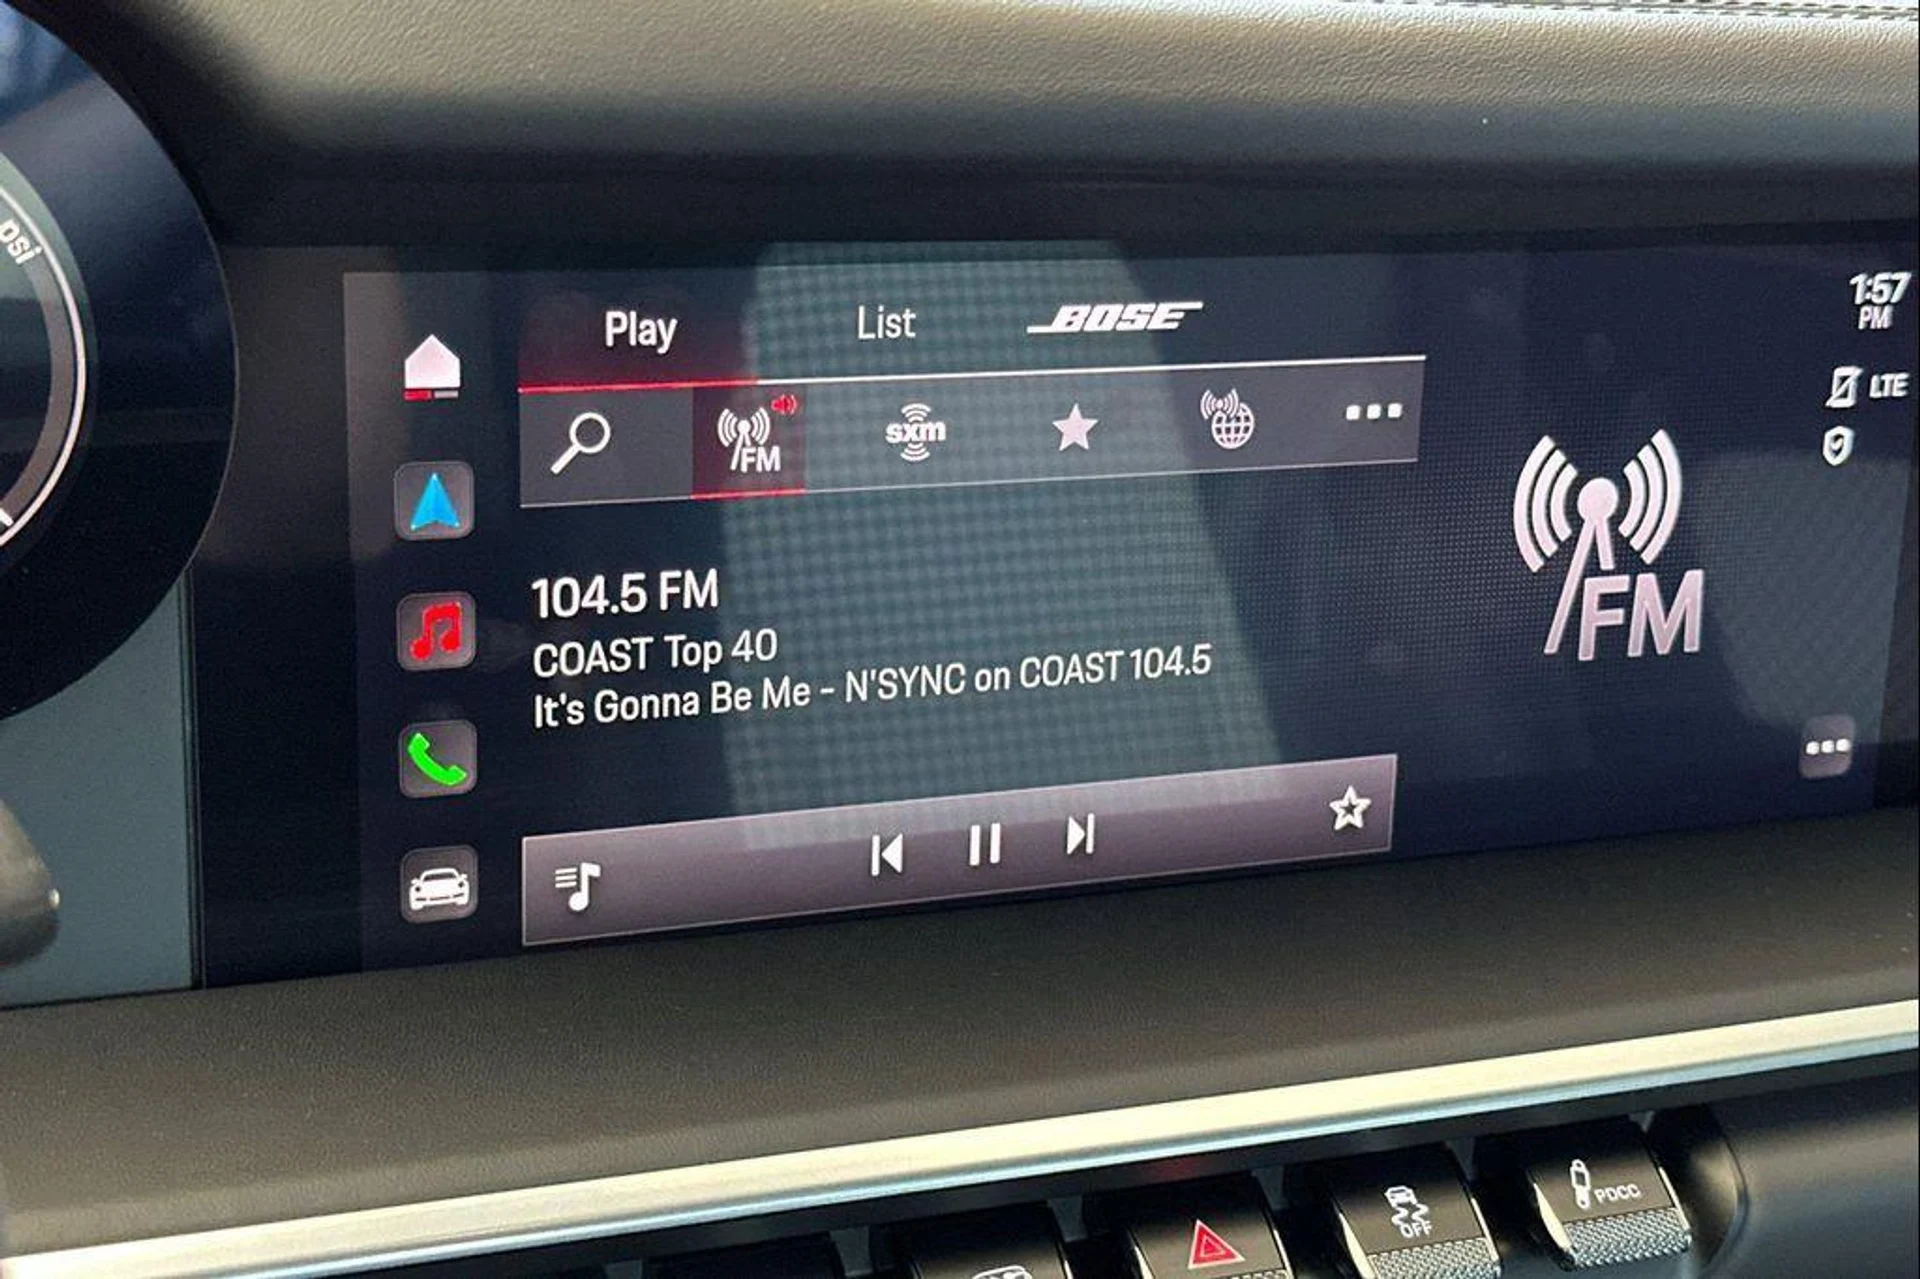 psi
Play
List
BOSE
1:57
PM
LTE
FM
sxm
FM
104.5 FM
COAST Top 40
It's Gonna Be Me - N'SYNC on COAST 104.5
OFF
PDCC